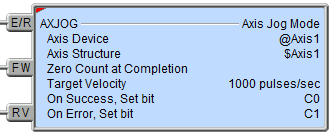 E/R AXJOG Axis Jog Mode
Axis Device @Axis1
Axis Structure $Axis1
FW Zero Count at Completion
Target Velocity 1000 pulses/sec
On Success, Set bit C0
RV On Error, Set bit C1